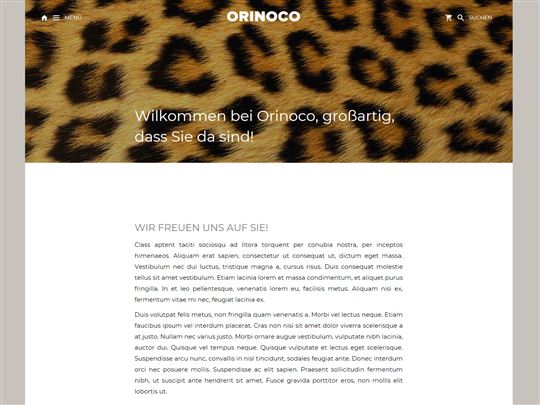 MENÜ
ORINOCO
SUCHEN
Wilkommen bei Orinoco, großartig,
dass Sie da sind!
WIR FREUEN UNS AUF SIE!
Class aptent taciti sociosqu ad litora torquent per conubia nostra, per inceptos
himenaeos. Aliquam erat sapien, consectetur ut consequat ut, dictum eget massa.
Vestibulum nec dui luctus, tristique magna a, cursus risus. Duis consequat molestie
tellus sit amet vestibulum. Etiam lacinia lorem et massa condimentum, et aliquet purus
fringilla. In et leo pellentesque, venenatis lorem eu, facilisis metus. Aliquam nisi ex,
fermentum vitae mi nec, feugiat lacinia ex.
Duis volutpat felis metus, non fringilla quam venenatis a. Morbi vel lectus neque. Etiam
faucibus ipsum vel interdum placerat. Cras non nisi sit amet dolor viverra scelerisque a
at justo. Nullam nec varius justo. Morbi ornare augue vestibulum, vulputate nibh lacinia,
auctor dui. Quisque vel tempus neque. Quisque vulputate et lectus eget scelerisque.
Suspendisse arcu nunc, convallis in nisl tincidunt, sodales feugiat ante. Donec interdum
orci nec posuere mollis. Suspendisse ac elit sapien. Praesent sollicitudin fermentum
nibh, ut suscipit ante hendrerit sit amet. Fusce gravida porttitor eros, non mollis elit
lobortis ut.